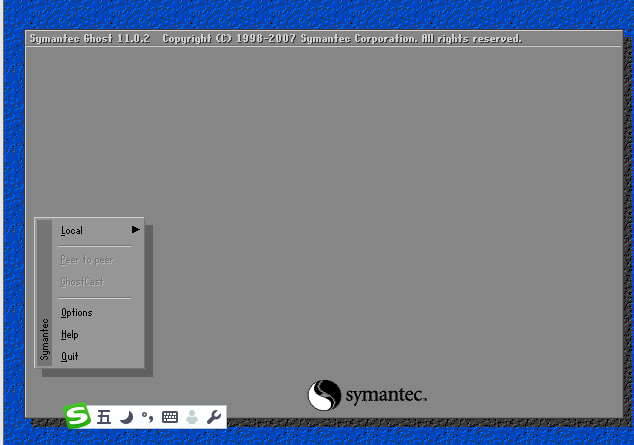 Symantec Ghost 11.0.2 Copyright (C) 1998-2007 Symantec Corporation. All rights reserved.
Local
Peer to peer
GhostCast
Options
Help
Quit
Symantec
symantec.
S 五